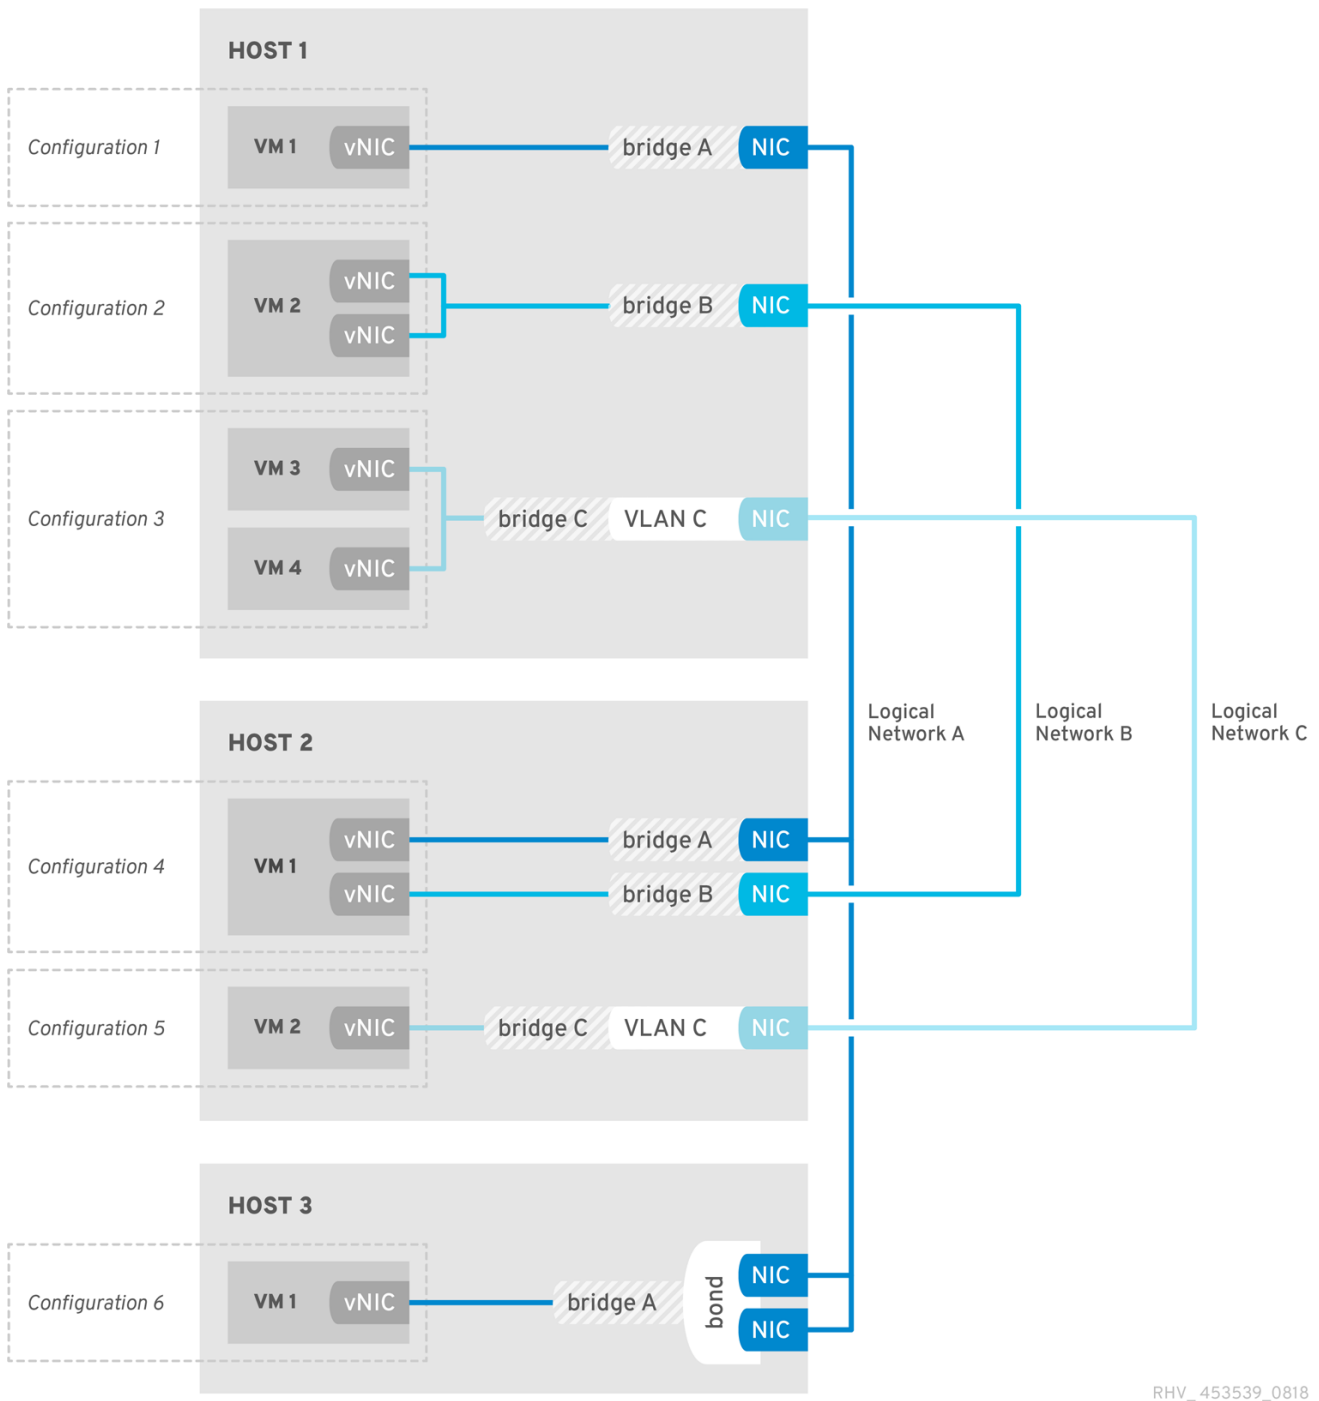 HOST 1
Configuration 1
VM 1
vNIC
bridge A
NIC
Configuration 2
VM 2
vNIC
vNIC
bridge B
NIC
Configuration 3
VM 3
vNIC
VM 4
vNIC
bridge C
VLAN C
NIC
Logical
Network A
Logical
Network B
Logical
Network C
HOST 2
Configuration 4
VM 1
vNIC
bridge A
NIC
vNIC
bridge B
NIC
Configuration 5
VM 2
vNIC
bridge C
VLAN C
NIC
HOST 3
Configuration 6
VM 1
vNIC
bridge A
bond
NIC
NIC
RHV_453539_0818